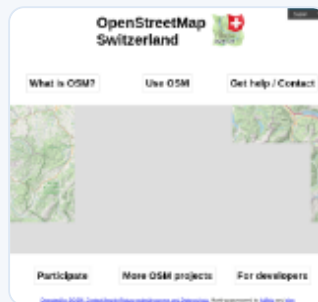 OpenStreetMap
Switzerland
What is OSM?
Use OSM
Get help / Contact
Participate
More OSM projects
For developers